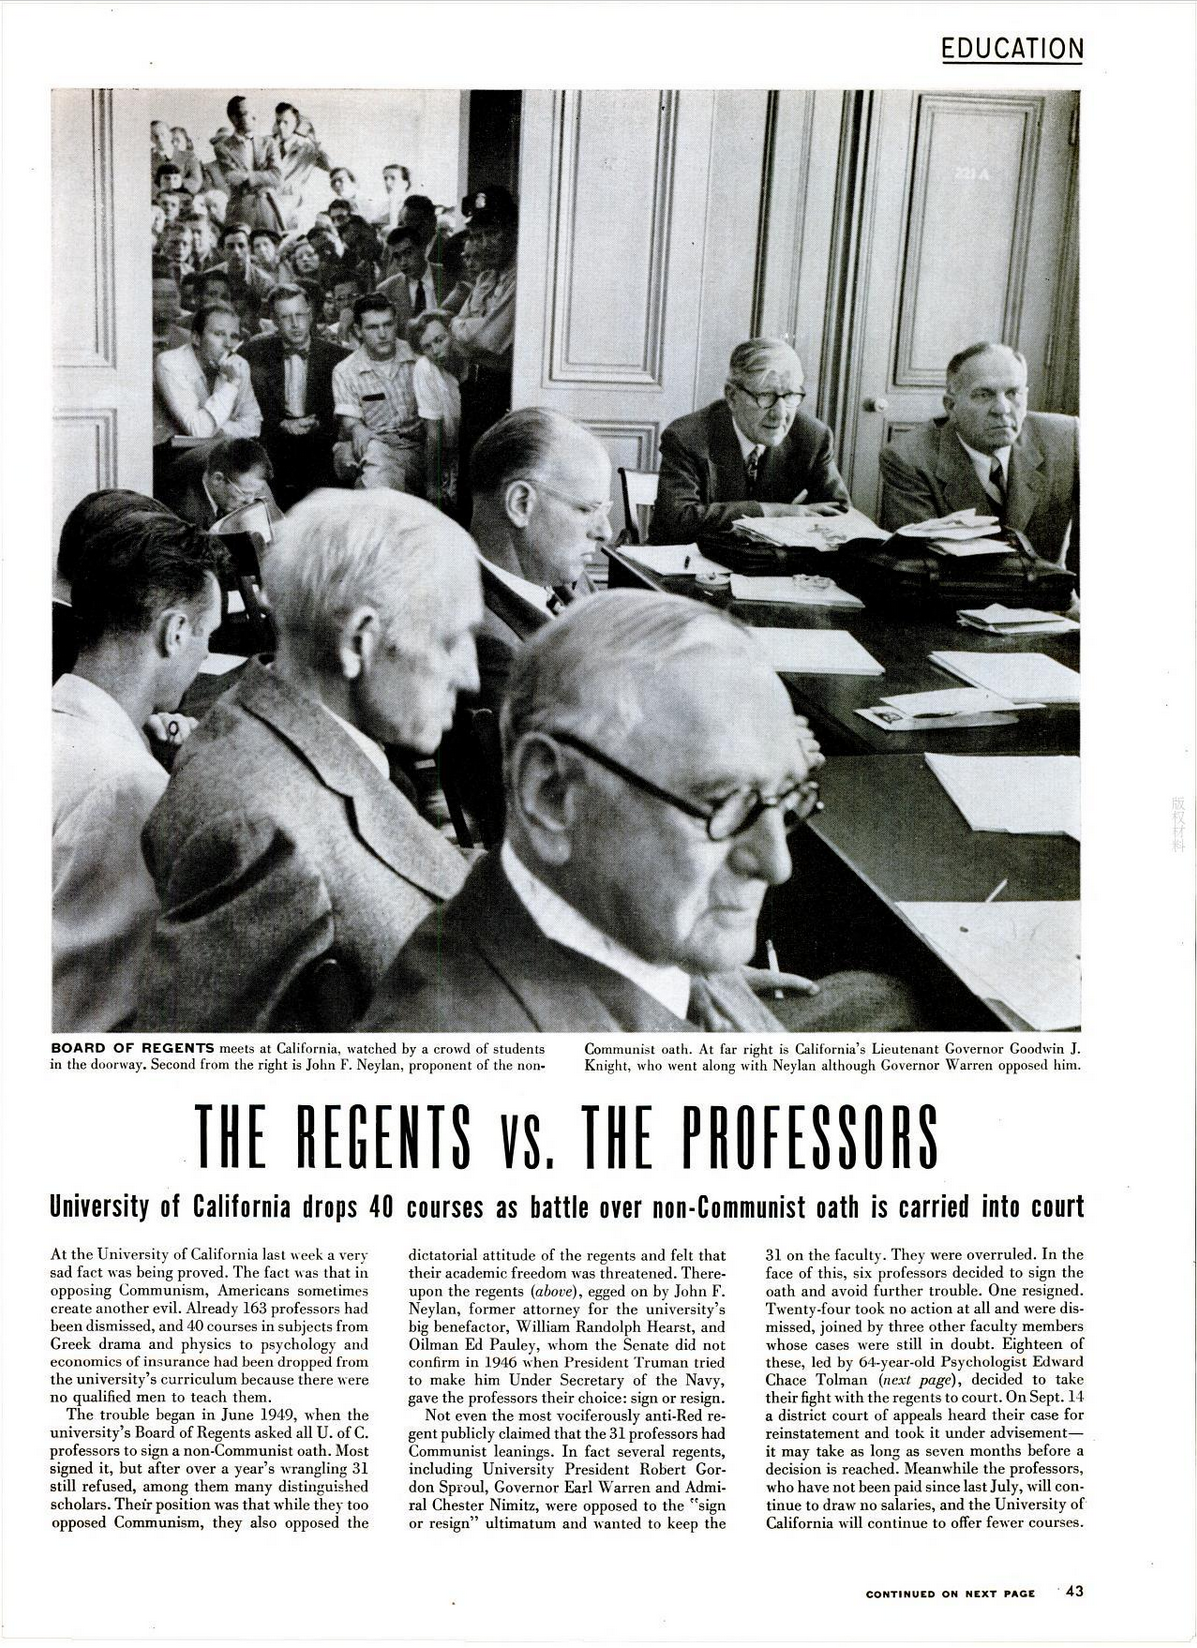 EDUCATION
221A
BOARD OF REGENTS meets at California, watched by a crowd of students
in the doorway. Second from the right is John F. Neylan, proponent of the non-
Communist oath. At far right is California's Lieutenant Governor Goodwin J.
Knight, who went along with Neylan although Governor Warren opposed him.
THE REGENTS VS. THE PROFESSORS
University of California drops 40 courses as battle over non-Communist oath is carried into court
At the University of California last week a very
sad fact was being proved. The fact was that in
opposing Communism, Americans sometimes
create another evil. Already 163 professors had
been dismissed, and 40 courses in subjects from
Greek drama and physics to psychology and
economics of insurance had been dropped from
the university's curriculum because there were
no qualified men to teach them.
The trouble began in June 1949, when the
university's Board of Regents asked all U. of C.
professors to sign a non-Communist oath. Most
signed it, but after over a year's wrangling 31
still refused, among them many distinguished
scholars. Their position was that while they too
opposed Communism, they also opposed the
dictatorial attitude of the regents and felt that
their academic freedom was threatened. There-
upon the regents (above), egged on by John F.
Neylan, former attorney for the university's
big benefactor, William Randolph Hearst, and
Oilman Ed Pauley, whom the Senate did not
confirm in 1946 when President Truman tried
to make him Under Secretary of the Navy,
gave the professors their choice: sign or resign.
Not even the most vociferously anti-Red re-
gent publicly claimed that the 31 professors had
Communist leanings. In fact several regents,
including University President Robert Gor-
don Sproul, Governor Earl Warren and Admi-
ral Chester Nimitz, were opposed to the "sign
or resign" ultimatum and wanted to keep the
31 on the faculty. They were overruled. In the
face of this, six professors decided to sign the
oath and avoid further trouble. One resigned.
Twenty-four took no action at all and were dis-
missed, joined by three other faculty members
whose cases were still in doubt. Eighteen of
these, led by 64-year-old Psychologist Edward
Chace Tolman (next page), decided to take
their fight with the regents to court. On Sept. 14
a district court of appeals heard their case for
reinstatement and took it under advisement—
it may take as long as seven months before a
decision is reached. Meanwhile the professors,
who have not been paid since last July, will con-
tinue to draw no salaries, and the University of
California will continue to offer fewer courses.
CONTINUED ON NEXT PAGE 43
版权材料